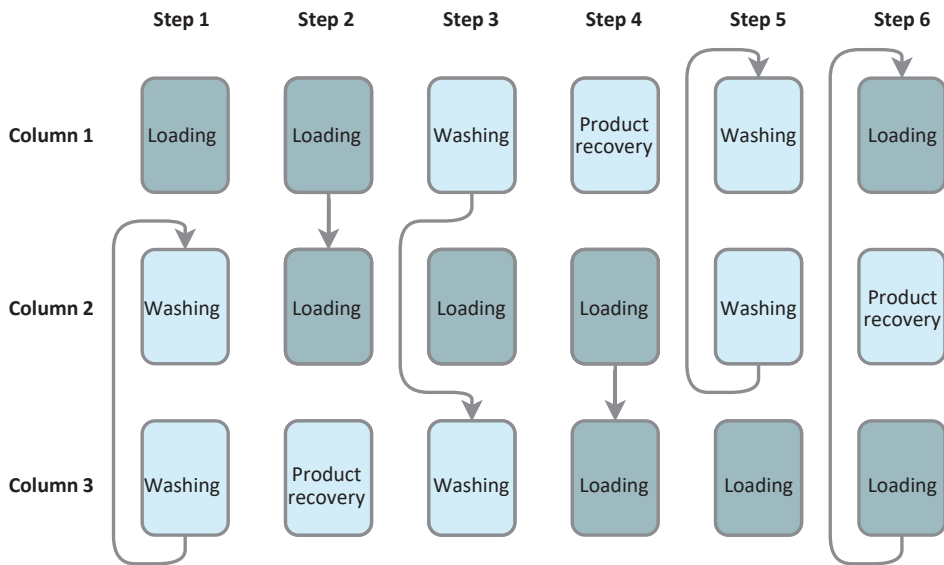 Step 1 Step 2 Step 3 Step 4 Step 5 Step 6
Column 1 Loading Loading Washing Product recovery Washing Loading
Column 2 Washing Loading Loading Loading Washing Product recovery
Column 3 Washing Product recovery Washing Loading Loading Loading